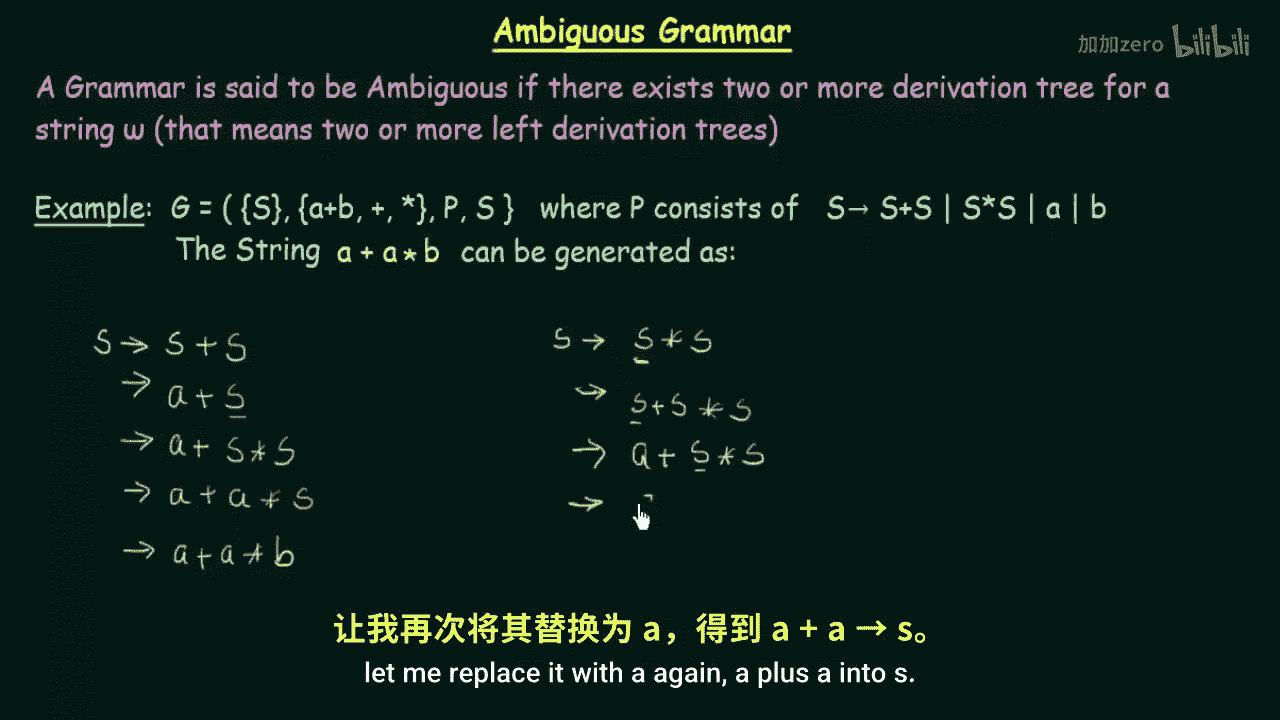 Ambiguous Grammar
加加zero bilibili
A Grammar is said to be Ambiguous if there exists two or more derivation tree for a
string w (that means two or more left derivation trees)
Example: G = ( {S}, {a+b, +, *}, P, S } where P consists of S→ S+S | S*S | a | b
The String a + a * b can be generated as:
S → S + S
→ a + S
→ a + S * S
→ a + a * S
→ a + a * b
S → S * S
→ S + S * S
→ a + S * S
→
让我再次将其替换为 a，得到 a + a → s。
let me replace it with a again, a plus a into s.